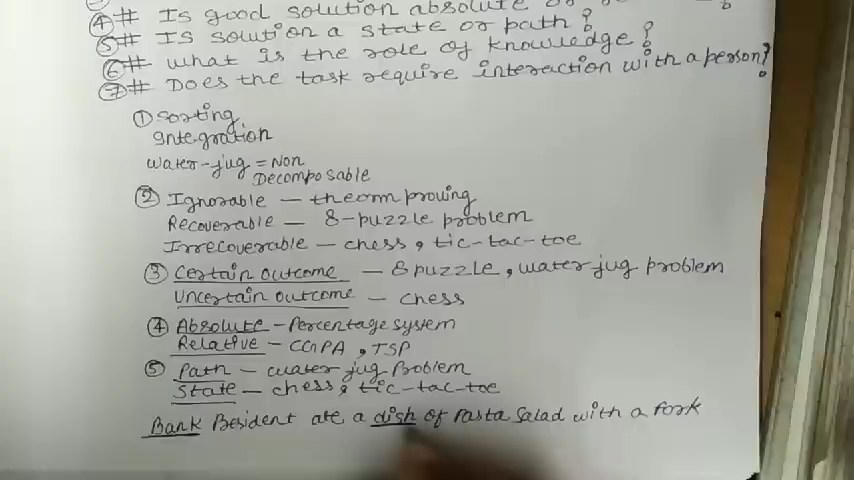 ④# Is good solution absolute
⑤# Is solution a state or path?
⑥# what is the role of knowledge?
⑦# Does the task require interaction with a person?
① Sorting
Integration
water-jug = Non
Decomposable
② Ignorable — theorm proving
Recoverable — 8-puzzle problem
Irrecoverable — chess, tic-tac-toe
③ Certain outcome — 8 puzzle, water jug problem
Uncertain outcome — chess
④ Absolute - Percentage system
Relative - CGPA, TSP
⑤ Path — water jug Problem
State — chess, tic-tac-toe
Bank Besident ate a dish of Pasta Salad with a fork